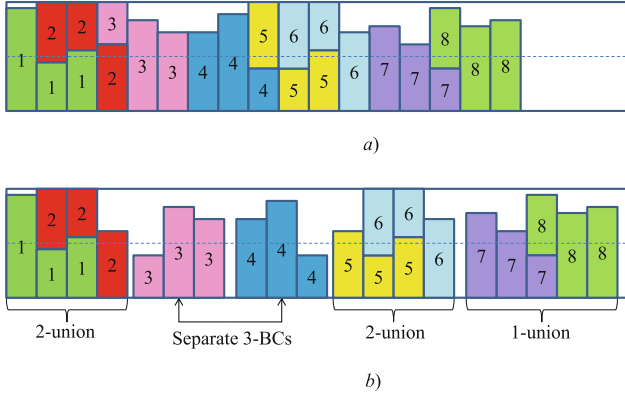 2 2 3 5 6 6 8
1 1 1 2 3 3 4 4 4 5 5 6 7 7 7 8 8
a)
2 2 6 6 8
1 1 1 2 3 3 3 4 4 4 5 5 5 6 7 7 7 8 8
2-union Separate 3-BCs 2-union 1-union
b)